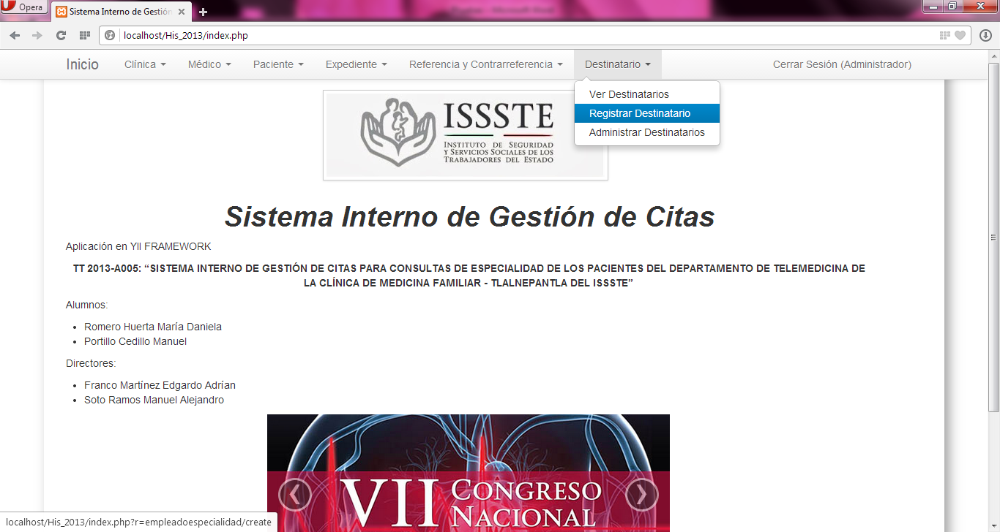 Opera
Sistema Interno de Gestión
localhost/His_2013/index.php
Inicio
Clínica
Médico
Paciente
Expediente
Referencia y Contrarreferencia
Destinatario
Cerrar Sesión (Administrador)
Ver Destinatarios
Registrar Destinatario
Administrar Destinatarios
ISSSTE
INSTITUTO DE SEGURIDAD
Y SERVICIOS SOCIALES DE LOS
TRABAJADORES DEL ESTADO
Sistema Interno de Gestión de Citas
Aplicación en YII FRAMEWORK
TT 2013-A005: “SISTEMA INTERNO DE GESTIÓN DE CITAS PARA CONSULTAS DE ESPECIALIDAD DE LOS PACIENTES DEL DEPARTAMENTO DE TELEMEDICINA DE
LA CLÍNICA DE MEDICINA FAMILIAR - TLALNEPANTLA DEL ISSSTE”
Alumnos:
• Romero Huerta María Daniela
• Portillo Cedillo Manuel
Directores:
• Franco Martínez Edgardo Adrían
• Soto Ramos Manuel Alejandro
VII CONGRESO
NACIONAL
localhost/His_2013/index.php?r=empleadoespecialidad/create